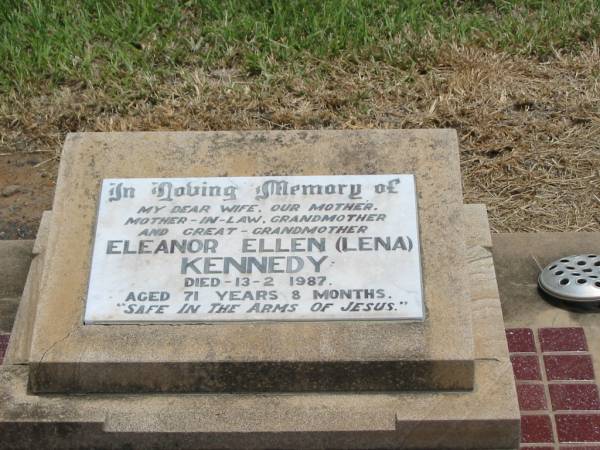 In Loving Memory of
MY DEAR WIFE, OUR MOTHER,
MOTHER-IN-LAW, GRANDMOTHER
AND GREAT-GRANDMOTHER
ELEANOR ELLEN (LENA)
KENNEDY
DIED-13-2 1987.
AGED 71 YEARS 8 MONTHS.
"SAFE IN THE ARMS OF JESUS."